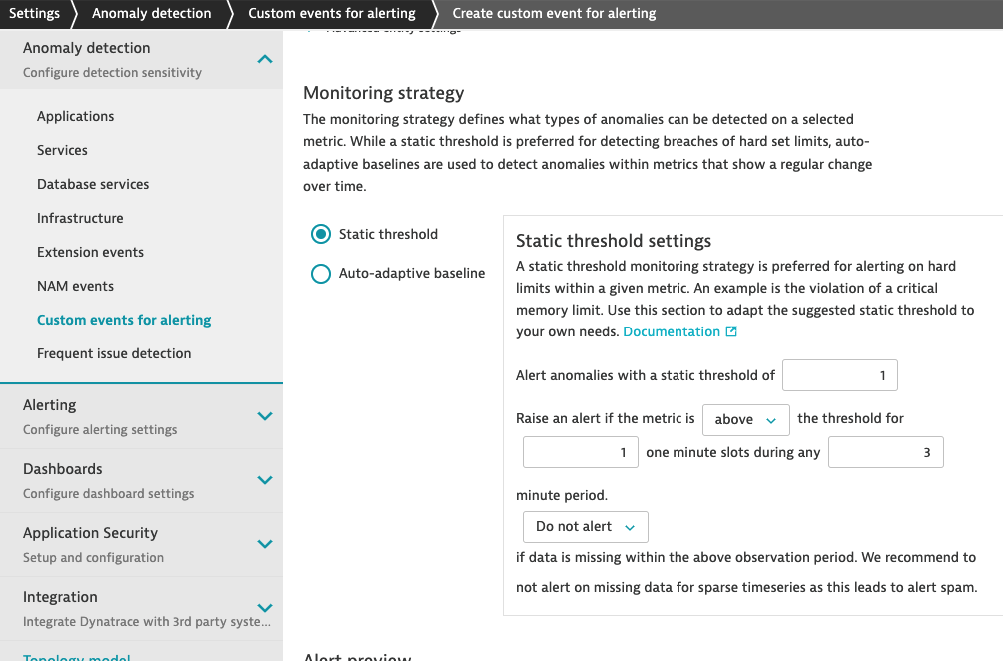 Settings Anomaly detection Custom events for alerting Create custom event for alerting
Anomaly detection
Configure detection sensitivity
Applications
Services
Database services
Infrastructure
Extension events
NAM events
Custom events for alerting
Frequent issue detection
Alerting
Configure alerting settings
Dashboards
Configure dashboard settings
Application Security
Setup and configuration
Integration
Integrate Dynatrace with 3rd party syste...
Topology model
Advanced entity settings
Monitoring strategy
The monitoring strategy defines what types of anomalies can be detected on a selected
metric. While a static threshold is preferred for detecting breaches of hard set limits, auto-
adaptive baselines are used to detect anomalies within metrics that show a regular change
over time.
Static threshold
Auto-adaptive baseline
Static threshold settings
A static threshold monitoring strategy is preferred for alerting on hard
limits within a given metric. An example is the violation of a critical
memory limit. Use this section to adapt the suggested static threshold to
your own needs. Documentation
Alert anomalies with a static threshold of 1
Raise an alert if the metric is above the threshold for
1 one minute slots during any 3
minute period.
Do not alert
if data is missing within the above observation period. We recommend to
not alert on missing data for sparse timeseries as this leads to alert spam.
Alert preview